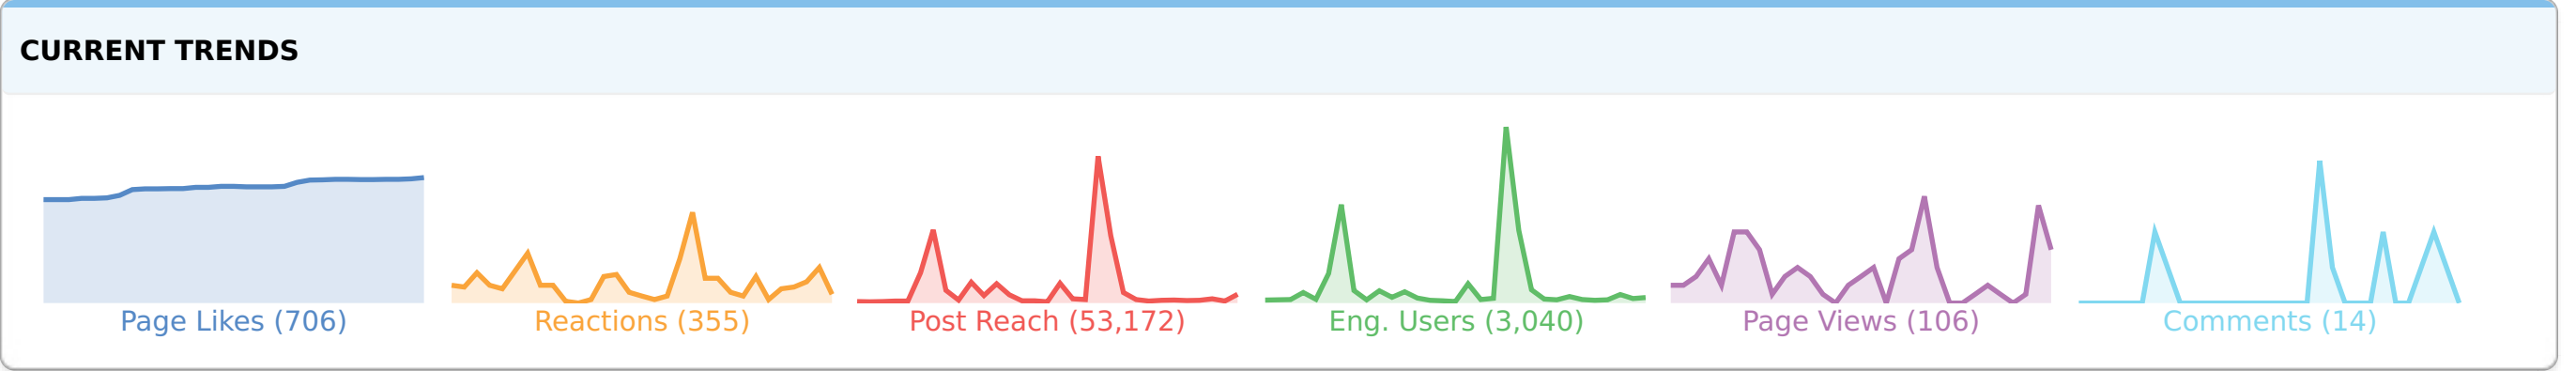 CURRENT TRENDS
Page Likes (706)
Reactions (355)
Post Reach (53,172)
Eng. Users (3,040)
Page Views (106)
Comments (14)